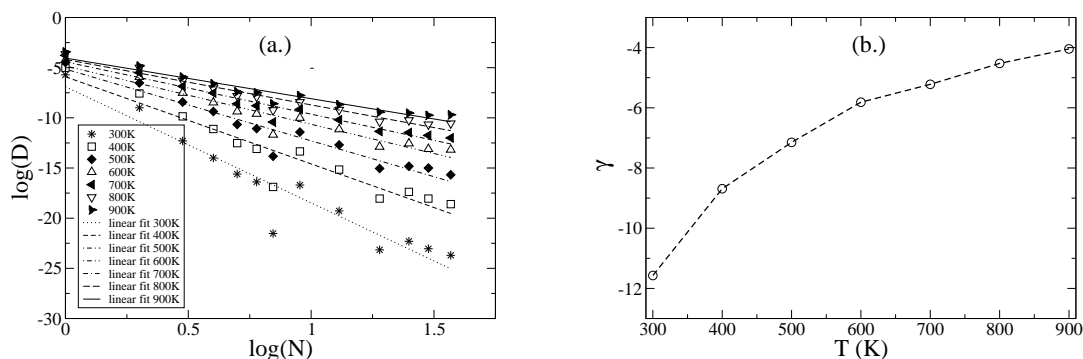 (a.)
0
-5
-10
-15
-20
-25
-30
log(D)
300K
400K
500K
600K
700K
800K
900K
linear fit 300K
linear fit 400K
linear fit 500K
linear fit 600K
linear fit 700K
linear fit 800K
linear fit 900K
0 0.5 1 1.5
log(N)
(b.)
-4
-6
-8
-10
-12
γ
300 400 500 600 700 800 900
T (K)